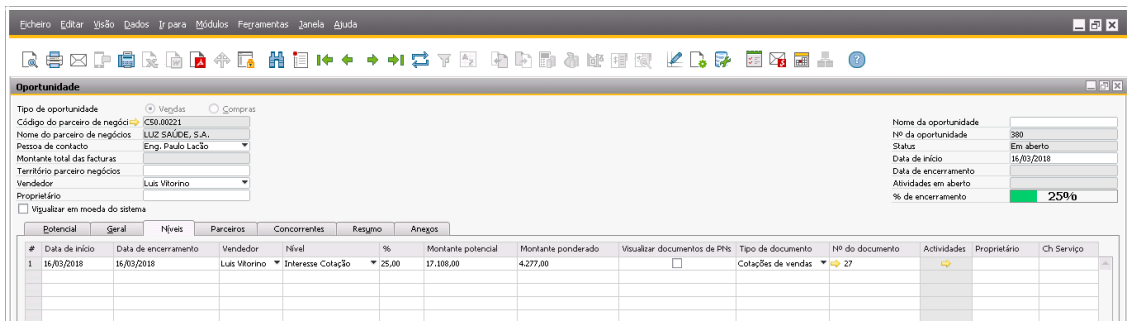 Ficheiro Editar Visão Dados Ir para Módulos Ferramentas Janela Ajuda
Oportunidade
Tipo de oportunidade Vendas Compras
Código do parceiro de negóci C50.00221
Nome do parceiro de negócios LUZ SAÚDE, S.A.
Pessoa de contacto Eng. Paulo Lacão
Montante total das facturas
Território parceiro negócios
Vendedor Luis Vitorino
Proprietário
Visualizar em moeda do sistema
Nome da oportunidade
Nº da oportunidade 380
Status Em aberto
Data de início 16/03/2018
Data de encerramento
Atividades em aberto
% de encerramento 25%
Potencial Geral Níveis Parceiros Concorrentes Resumo Anexos
# Data de início Data de encerramento Vendedor Nível % Montante potencial Montante ponderado Visualizar documentos de PNs Tipo de documento Nº do documento Actividades Proprietário Ch Serviço
1 16/03/2018 16/03/2018 Luis Vitorino Interesse Cotação 25,00 17.108,00 4.277,00 Cotações de vendas 27